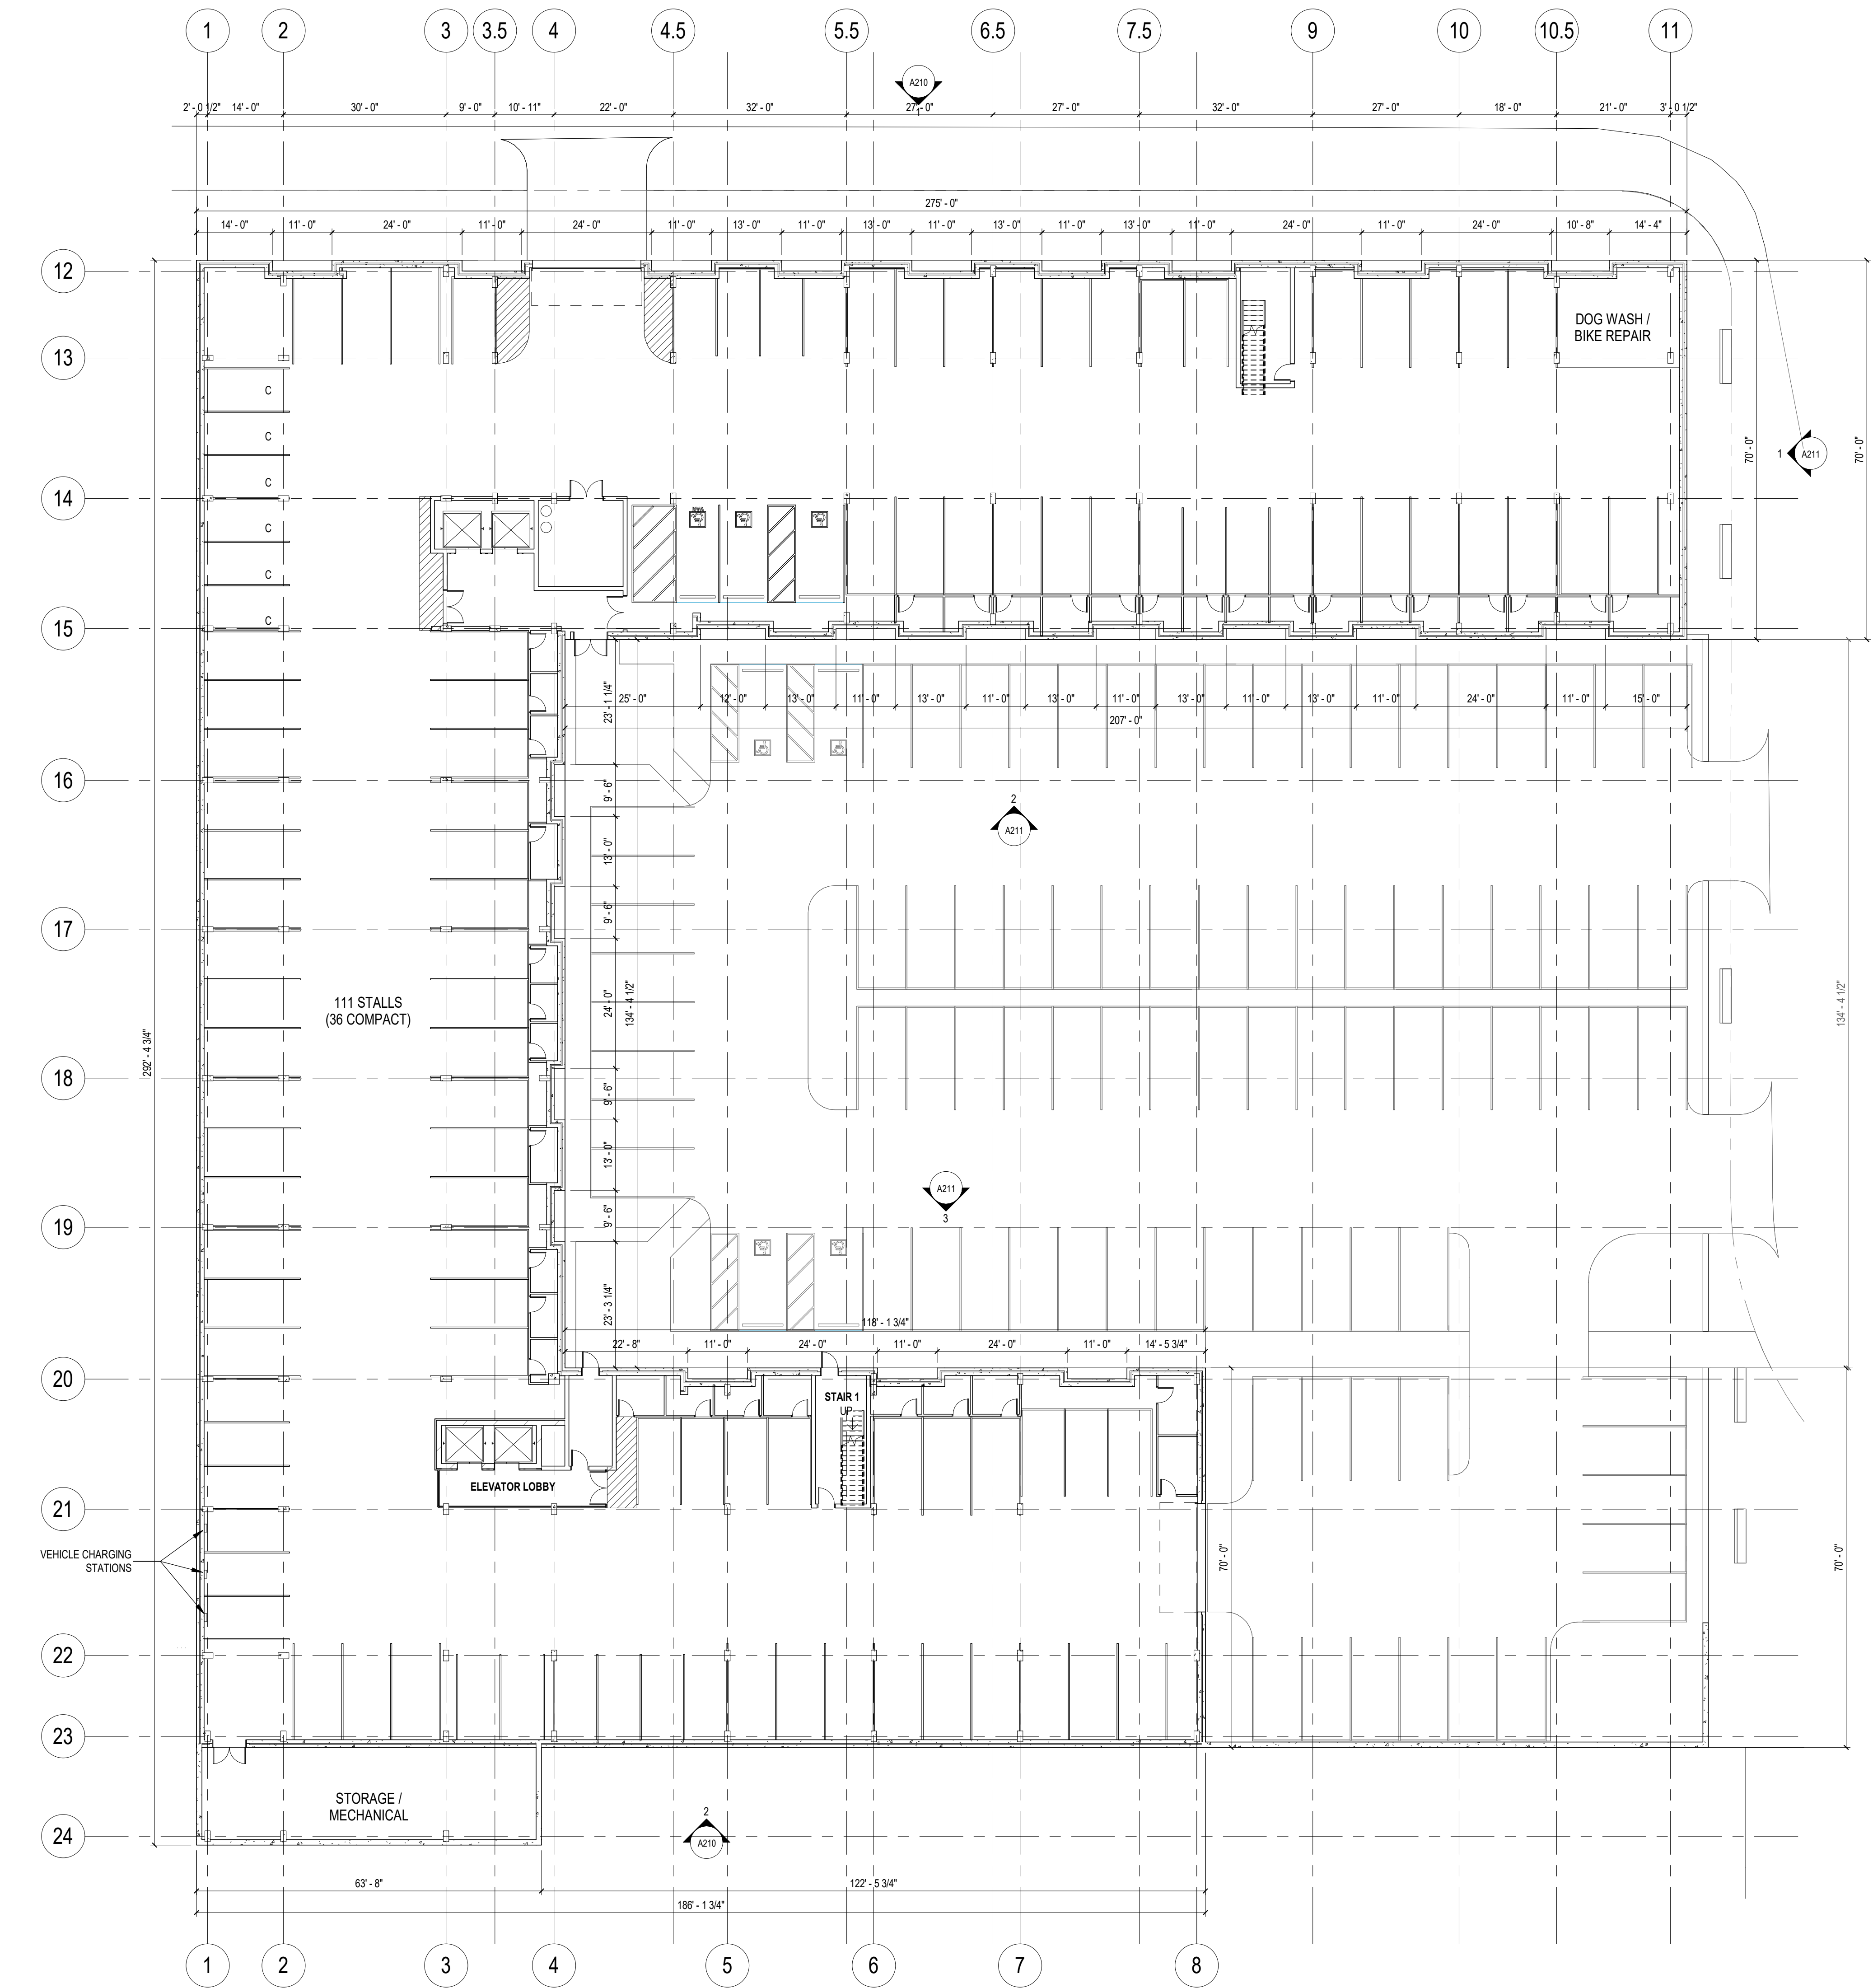 1 2 3 3.5 4 4.5 5.5 6.5 7.5 9 10 10.5 11
A210
1
2' - 0 1/2" 14' - 0" 30' - 0" 9' - 0" 10' - 11" 22' - 0" 32' - 0" 27' - 0" 27' - 0" 32' - 0" 27' - 0" 18' - 0" 21' - 0" 3' - 0 1/2"
275' - 0"
14' - 0" 11' - 0" 24' - 0" 11' - 0" 24' - 0" 11' - 0" 13' - 0" 11' - 0" 13' - 0" 11' - 0" 13' - 0" 11' - 0" 13' - 0" 11' - 0" 24' - 0" 11' - 0" 24' - 0" 10' - 8" 14' - 4"
12
DOG WASH /
BIKE REPAIR
13
C
C
C
C
C
C
1 A211
70' - 0" 70' - 0"
14
15
23' - 1 1/4"
25' - 0" 12' - 0" 13' - 0" 11' - 0" 13' - 0" 11' - 0" 13' - 0" 11' - 0" 13' - 0" 11' - 0" 13' - 0" 11' - 0" 24' - 0" 11' - 0" 15' - 0"
207' - 0"
16
9' - 6"
2
A211
13' - 0"
17
9' - 6"
111 STALLS
(36 COMPACT)
24' - 0"
134' - 4 1/2"
134' - 4 1/2"
292' - 4 3/4"
18
9' - 6"
13' - 0"
A211
3
19
9' - 6"
23' - 3 1/4"
118' - 1 3/4"
22' - 8" 11' - 0" 24' - 0" 11' - 0" 24' - 0" 11' - 0" 14' - 5 3/4"
20
STAIR 1
UP
ELEVATOR LOBBY
21
VEHICLE CHARGING
STATIONS
70' - 0" 70' - 0"
22
23
STORAGE /
MECHANICAL
2
A210
24
63' - 8" 122' - 5 3/4"
186' - 1 3/4"
1 2 3 4 5 6 7 8